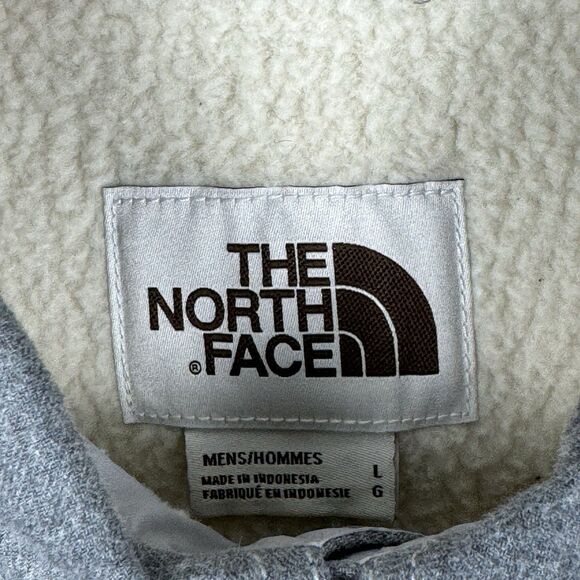 THE
NORTH
® FACE
MENS/HOMMES
MADE IN INDONESIA L
FABRIQUÉ EN INDONESIE G